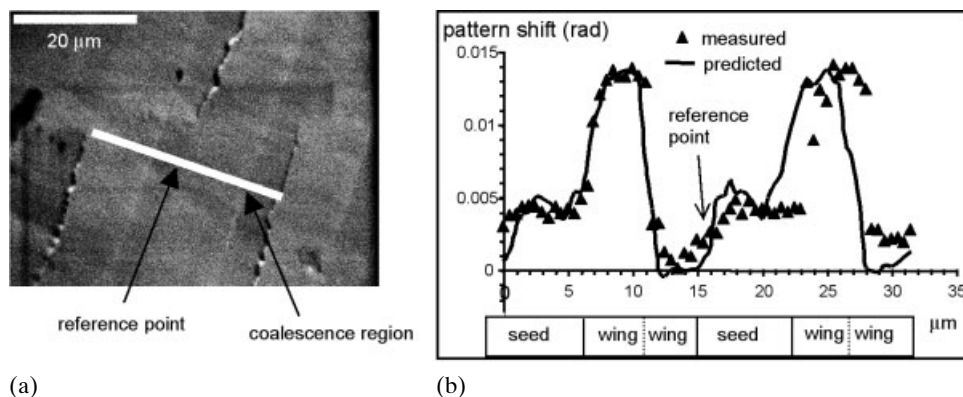 20 µm
reference point
coalescence region
(a)
pattern shift (rad)
0.015
0.01
0.005
0
measured
predicted
reference
point
0 5 10 15 20 25 30 35
µm
seed wing wing seed wing wing
(b)